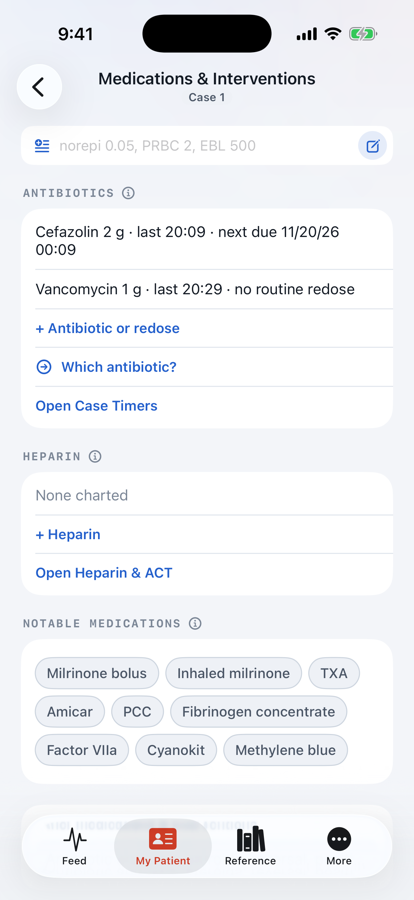 9:41
Medications & Interventions
Case 1
norepi 0.05, PRBC 2, EBL 500
ANTIBIOTICS
Cefazolin 2 g · last 20:09 · next due 11/20/26
00:09
Vancomycin 1 g · last 20:29 · no routine redose
+ Antibiotic or redose
Which antibiotic?
Open Case Timers
HEPARIN
None charted
+ Heparin
Open Heparin & ACT
NOTABLE MEDICATIONS
Milrinone bolus Inhaled milrinone TXA
Amicar PCC Fibrinogen concentrate
Factor VIIa Cyanokit Methylene blue
Feed My Patient Reference More